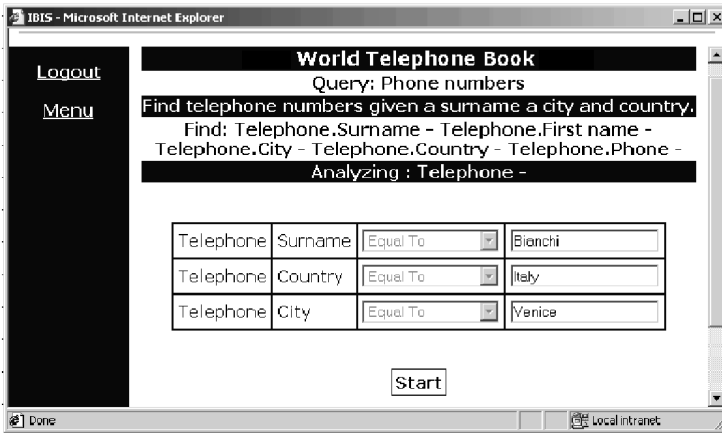 IBIS - Microsoft Internet Explorer
Logout
Menu
World Telephone Book
Query: Phone numbers
Find telephone numbers given a surname a city and country.
Find: Telephone.Surname - Telephone.First name -
Telephone.City - Telephone.Country - Telephone.Phone -
Analyzing : Telephone -
Telephone Surname Equal To Bianchi
Telephone Country Equal To Italy
Telephone City Equal To Venice
Start
Done Local intranet